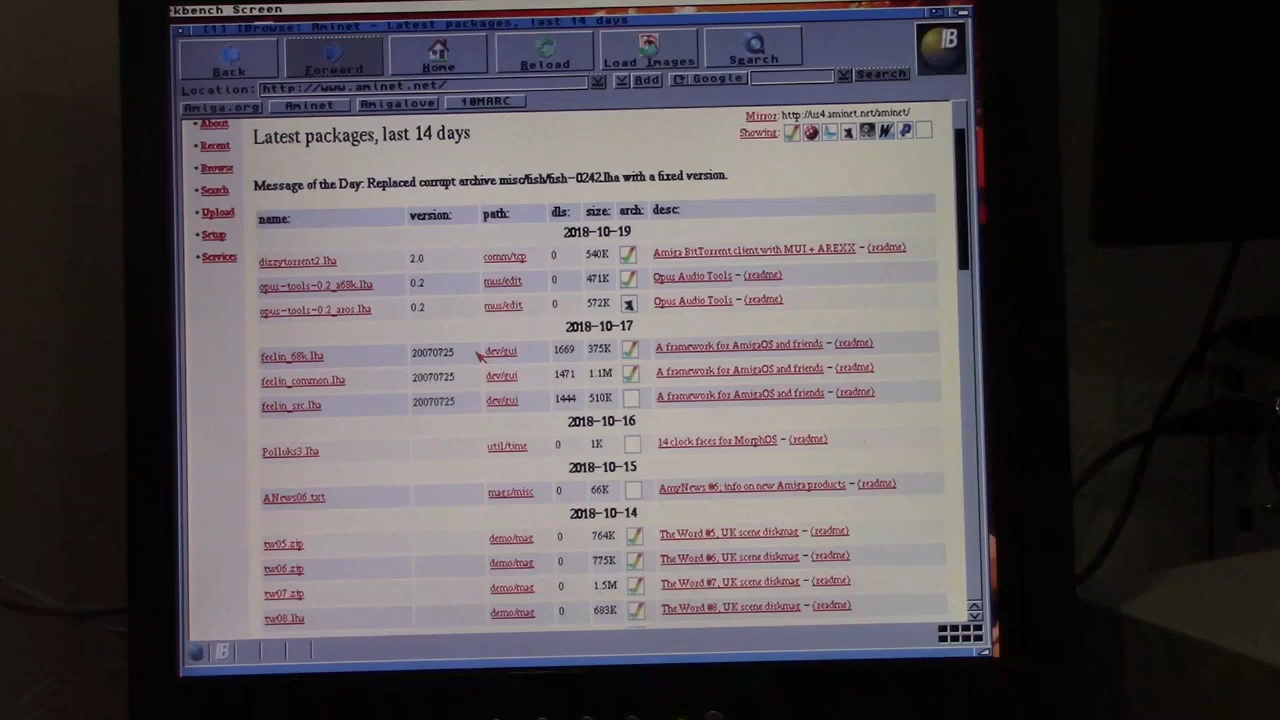 rkbench Screen
[1] IBrowse: Aminet - Latest packages, last 14 days
Back Forward Home Reload Load Images Search
Location: http://www.aminet.net/ Add Google Search
Amiga.org Aminet Amigalove 10MARC
IB
• About
• Recent
• Browse
• Search
• Upload
• Setup
• Services
Latest packages, last 14 days
Mirror: http://us4.aminet.net/aminet/
Showing:
Message of the Day: Replaced corrupt archive misc/fish/fish-0242.lha with a fixed version.
name: version: path: dls: size: arch: desc:
2018-10-19
dizzytorrent2.lha 2.0 comm/tcp 0 540K Amiga BitTorrent client with MUI + AREXX - (readme)
opus-tools-0.2_a68k.lha 0.2 mus/edit 0 471K Opus Audio Tools - (readme)
opus-tools-0.2_aros.lha 0.2 mus/edit 0 572K Opus Audio Tools - (readme)
2018-10-17
feelin_68k.lha 20070725 dev/gui 1669 375K A framework for AmigaOS and friends - (readme)
feelin_common.lha 20070725 dev/gui 1471 1.1M A framework for AmigaOS and friends - (readme)
feelin_src.lha 20070725 dev/gui 1444 510K A framework for AmigaOS and friends - (readme)
2018-10-16
Polluks3.lha util/time 0 1K 14 clock faces for MorphOS - (readme)
2018-10-15
ANews06.txt mags/misc 0 66K AmyNews #6; info on new Amiga products - (readme)
2018-10-14
tw05.zip demo/mag 0 764K The Word #5, UK scene diskmag - (readme)
tw06.zip demo/mag 0 775K The Word #6, UK scene diskmag - (readme)
tw07.zip demo/mag 0 1.5M The Word #7, UK scene diskmag - (readme)
tw08.lha demo/mag 0 683K The Word #8, UK scene diskmag - (readme)
IB